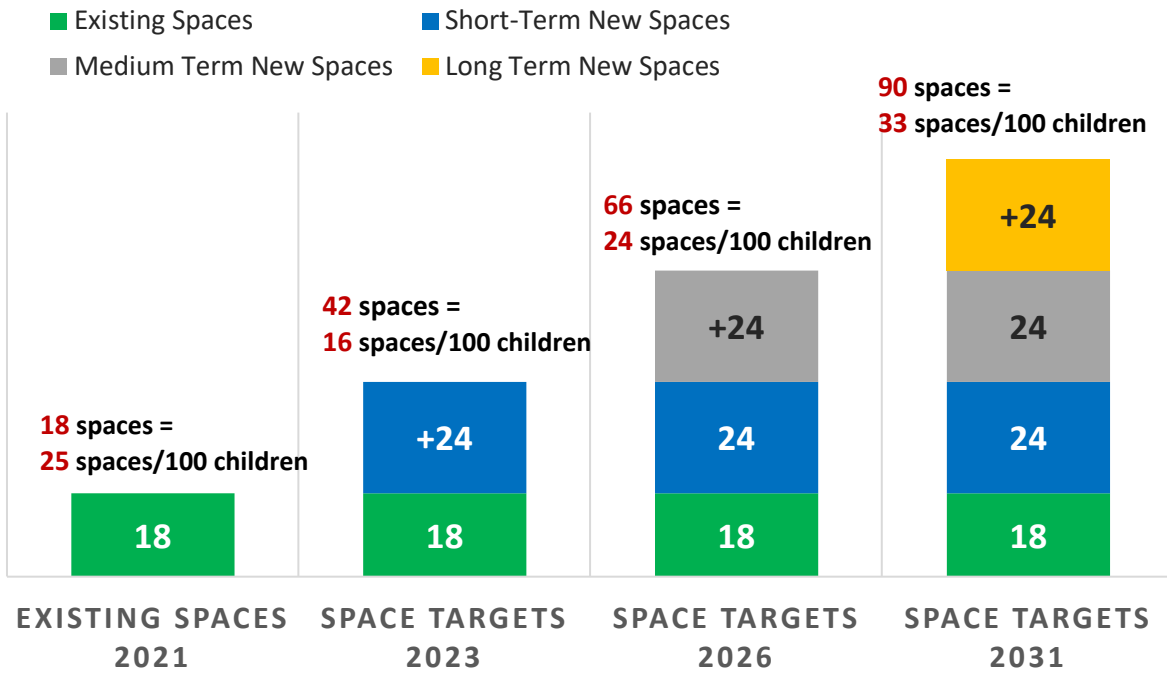 Existing Spaces
Short-Term New Spaces
Medium Term New Spaces
Long Term New Spaces
18 spaces =
25 spaces/100 children
18
42 spaces =
16 spaces/100 children
+24
18
66 spaces =
24 spaces/100 children
+24
24
18
90 spaces =
33 spaces/100 children
+24
24
24
18
EXISTING SPACES
2021
SPACE TARGETS
2023
SPACE TARGETS
2026
SPACE TARGETS
2031